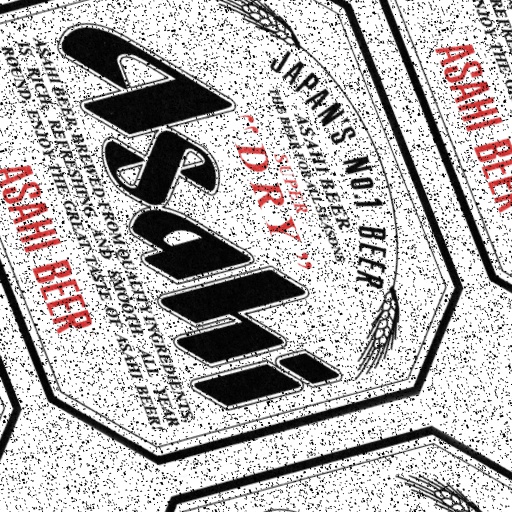 JAPAN'S NO.1 BEER
ASAHI BEER
THE BEER FOR ALL SEASONS
SUPER
"DRY"
Asahi
ASAHI BEER BREWED FROM QUALITY INGREDIENTS
IS RICH, REFRESHING AND SMOOTH ALL YEAR
ROUND. ENJOY THE GREAT TASTE OF ASAHI BEER
ASAHI BEER
ASAHI BEER